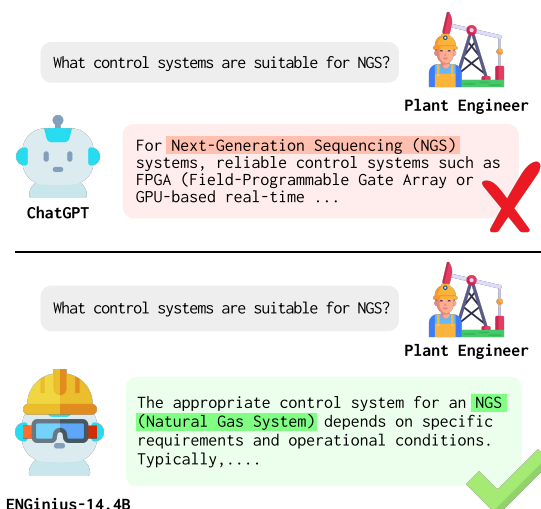 What control systems are suitable for NGS?
Plant Engineer
For Next-Generation Sequencing (NGS)
systems, reliable control systems such as
FPGA (Field-Programmable Gate Array or
GPU-based real-time ...
ChatGPT
What control systems are suitable for NGS?
Plant Engineer
The appropriate control system for an NGS
(Natural Gas System) depends on specific
requirements and operational conditions.
Typically,....
ENGinius-14.4B